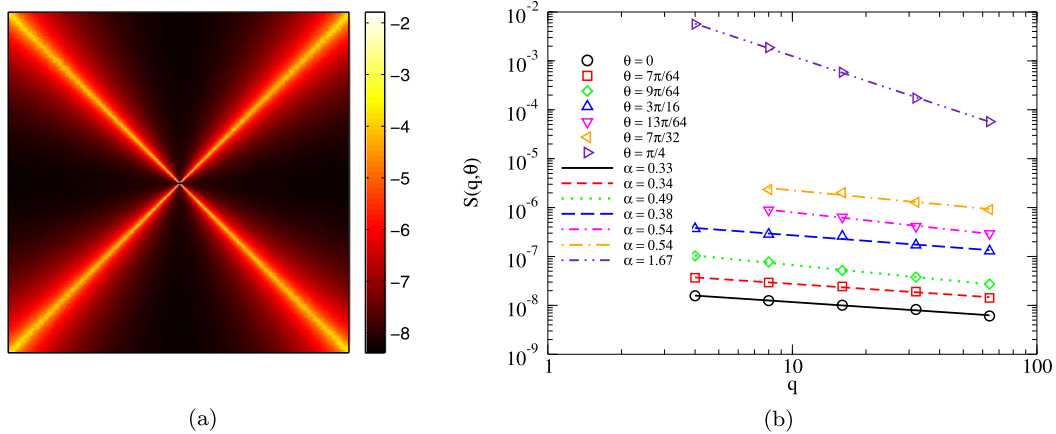 −2
−3
−4
−5
−6
−7
−8
(a)
S(q,θ)
10^-2
10^-3
10^-4
10^-5
10^-6
10^-7
10^-8
10^-9
θ = 0
θ = 7π/64
θ = 9π/64
θ = 3π/16
θ = 13π/64
θ = 7π/32
θ = π/4
α = 0.33
α = 0.34
α = 0.49
α = 0.38
α = 0.54
α = 0.54
α = 1.67
1 10 100
q
(b)